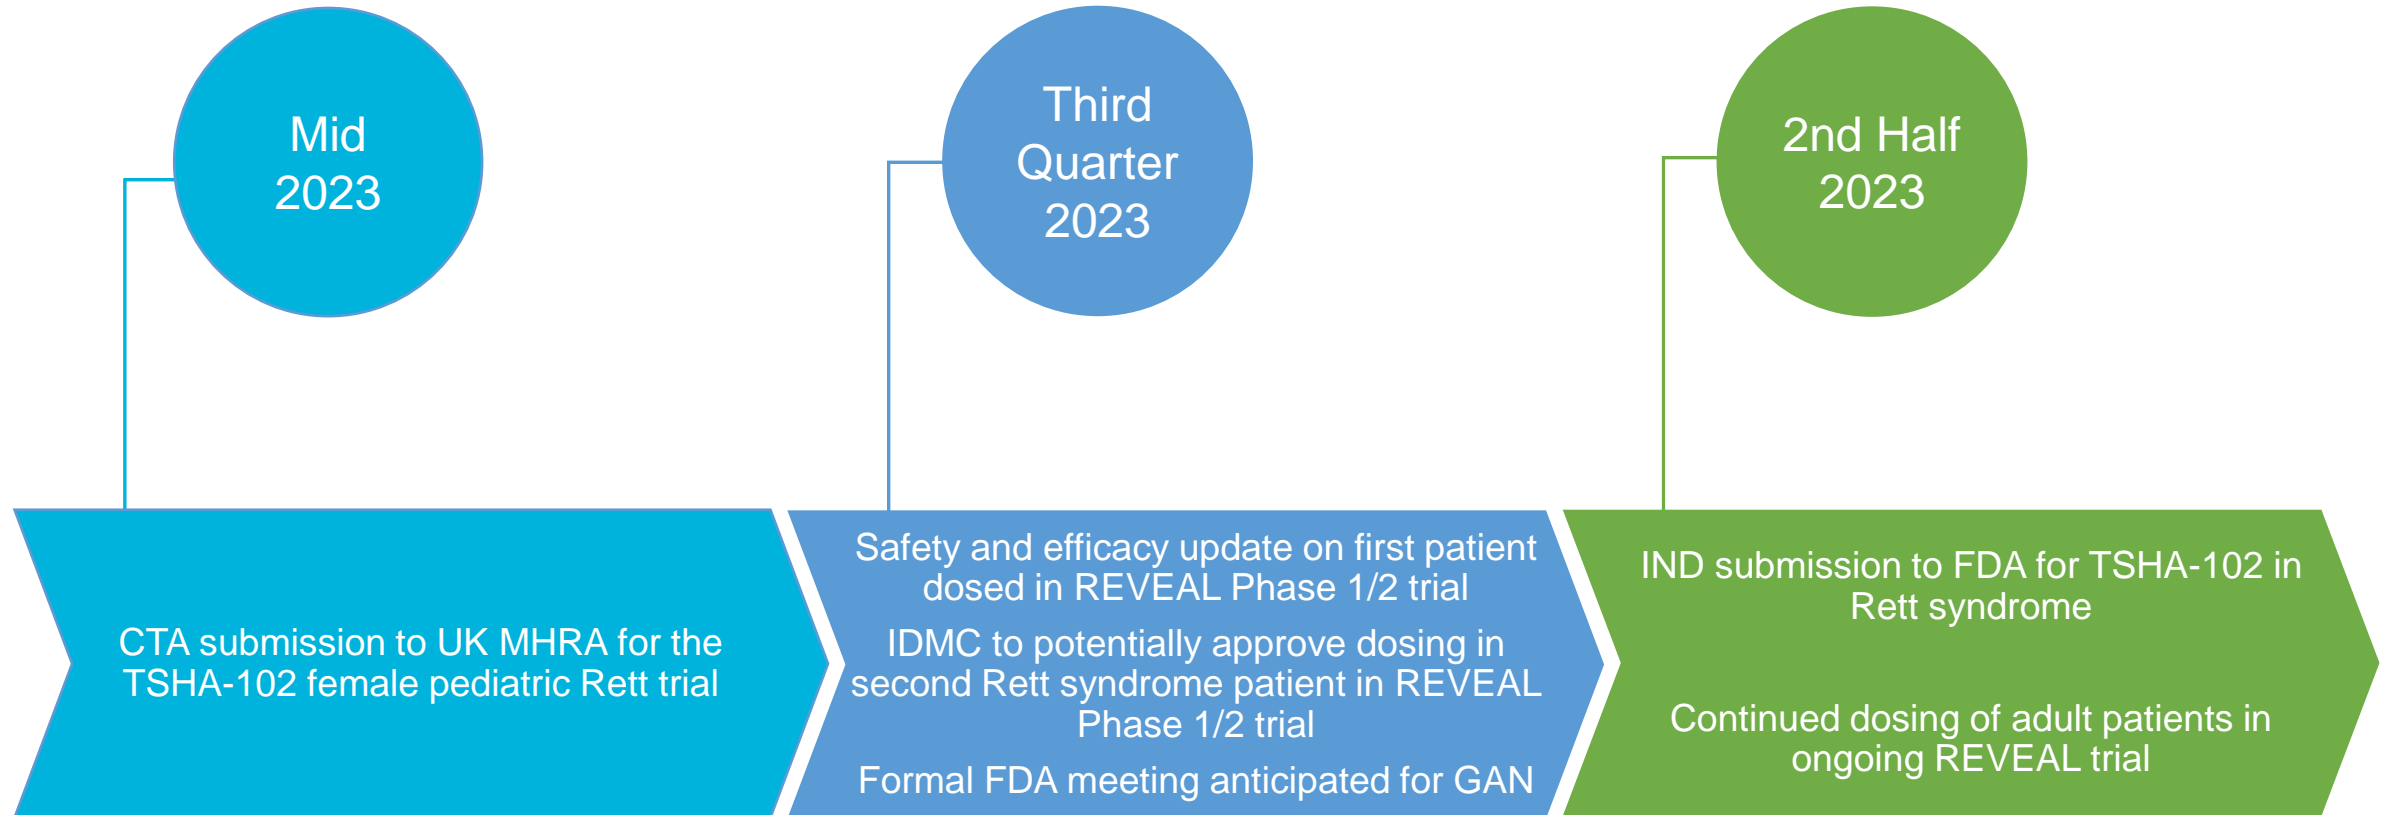 Mid
2023
Third
Quarter
2023
2nd Half
2023
CTA submission to UK MHRA for the
TSHA-102 female pediatric Rett trial
Safety and efficacy update on first patient
dosed in REVEAL Phase 1/2 trial
IDMC to potentially approve dosing in
second Rett syndrome patient in REVEAL
Phase 1/2 trial
Formal FDA meeting anticipated for GAN
IND submission to FDA for TSHA-102 in
Rett syndrome
Continued dosing of adult patients in
ongoing REVEAL trial